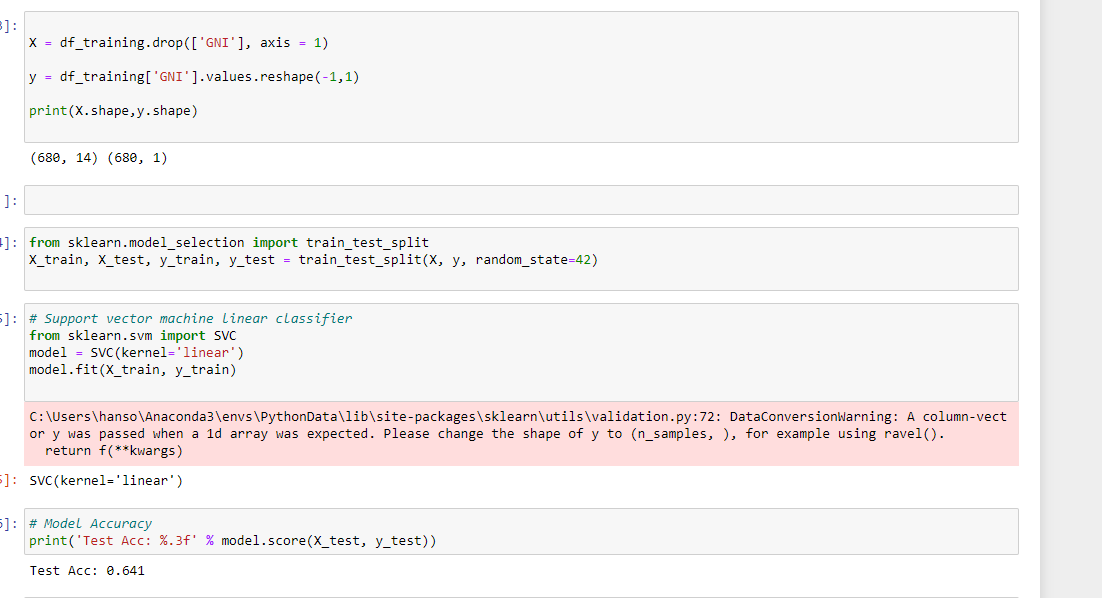 ]:
X = df_training.drop(['GNI'], axis = 1)
y = df_training['GNI'].values.reshape(-1,1)
print(X.shape,y.shape)
(680, 14) (680, 1)
]:
]:
from sklearn.model_selection import train_test_split
X_train, X_test, y_train, y_test = train_test_split(X, y, random_state=42)
]:
# Support vector machine linear classifier
from sklearn.svm import SVC
model = SVC(kernel='linear')
model.fit(X_train, y_train)
C:\Users\hanso\Anaconda3\envs\PythonData\lib\site-packages\sklearn\utils\validation.py:72: DataConversionWarning: A column-vect
or y was passed when a 1d array was expected. Please change the shape of y to (n_samples, ), for example using ravel().
return f(**kwargs)
]:
SVC(kernel='linear')
]:
# Model Accuracy
print('Test Acc: %.3f' % model.score(X_test, y_test))
Test Acc: 0.641